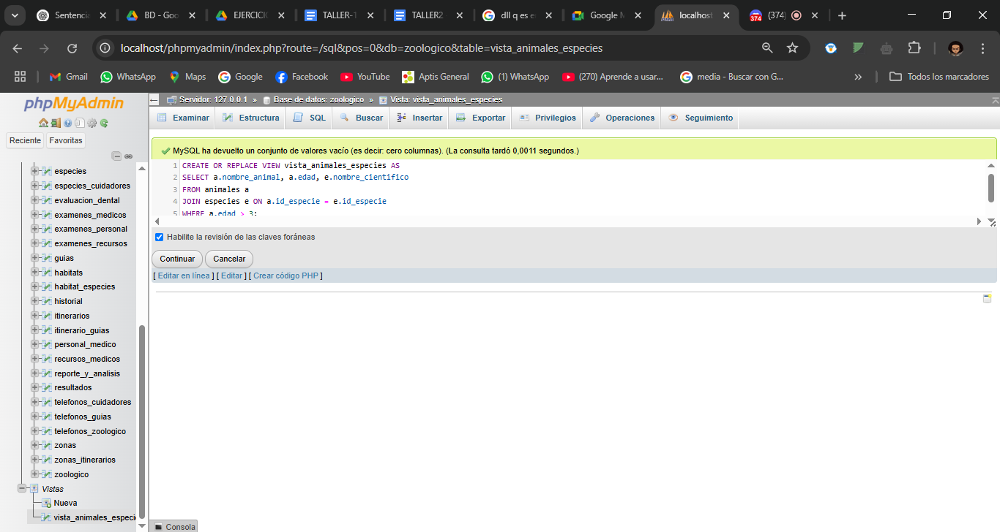 Sentencia
BD - Goo
EJERCICIO
TALLER-1
TALLER2
dll q es e
Google M
localhost
(374)
localhost/phpmyadmin/index.php?route=/sql&pos=0&db=zoologico&table=vista_animales_especies
Gmail
WhatsApp
Maps
Google
Facebook
YouTube
Aptis General
(1) WhatsApp
(270) Aprende a usar...
media - Buscar con G...
»
Todos los marcadores
phpMyAdmin
Reciente
Favoritas
especies
especies_cuidadores
evaluacion_dental
examenes_medicos
examenes_personal
examenes_recursos
guias
habitats
habitat_especies
historial
itinerarios
itinerario_guias
personal_medico
recursos_medicos
reporte_y_analisis
resultados
telefonos_cuidadores
telefonos_guias
telefonos_zoologico
zonas
zonas_itinerarios
zoologico
Vistas
Nueva
vista_animales_especi
Servidor: 127.0.0.1 » Base de datos: zoologico » Vista: vista_animales_especies
Examinar
Estructura
SQL
Buscar
Insertar
Exportar
Privilegios
Operaciones
Seguimiento
MySQL ha devuelto un conjunto de valores vacío (es decir: cero columnas). (La consulta tardó 0,0011 segundos.)
1 CREATE OR REPLACE VIEW vista_animales_especies AS
2 SELECT a.nombre_animal, a.edad, e.nombre_cientifico
3 FROM animales a
4 JOIN especies e ON a.id_especie = e.id_especie
5 WHERE a.edad > 3;
Habilite la revisión de las claves foráneas
Continuar
Cancelar
[ Editar en línea ] [ Editar ] [ Crear código PHP ]
Consola